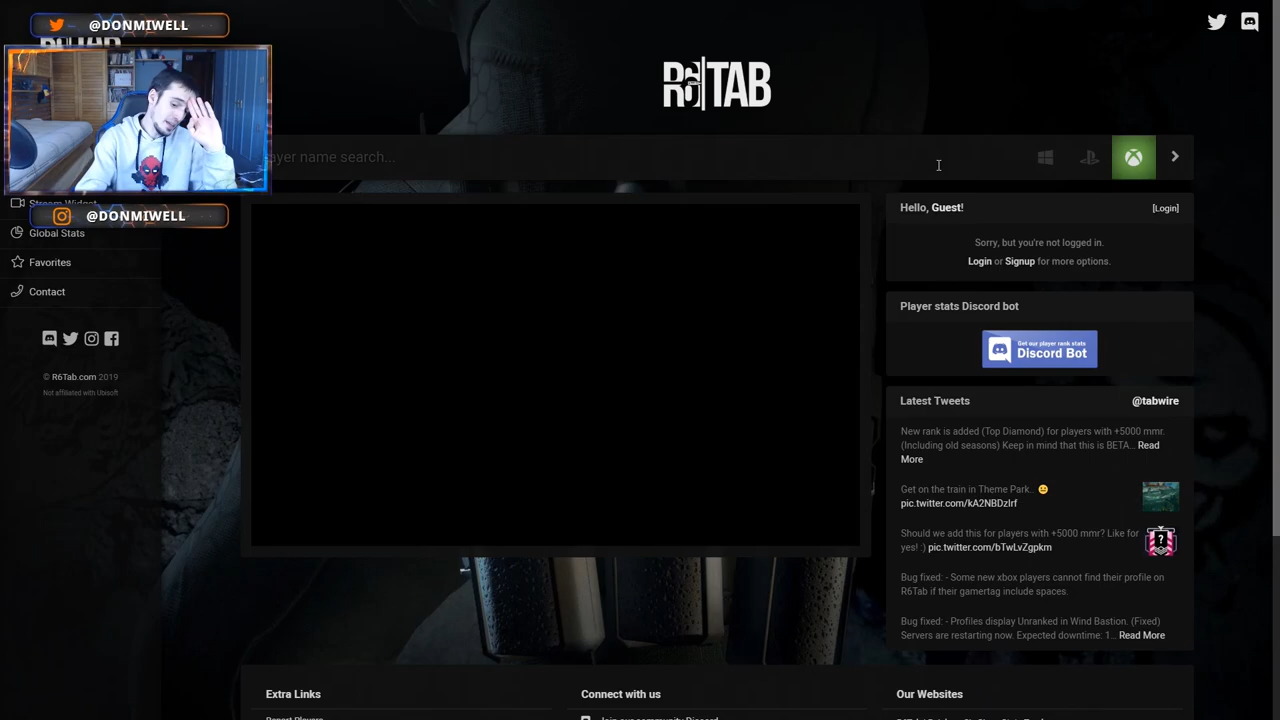 @DONMIWELL
R6TAB
ayer name search...
@DONMIWELL
Stream Widget
Global Stats
Favorites
Contact
© R6Tab.com 2019
Not affiliated with Ubisoft
Hello, Guest!
[Login]
Sorry, but you're not logged in.
Login or Signup for more options.
Player stats Discord bot
Get our player rank stats
Discord Bot
Latest Tweets
@tabwire
New rank is added (Top Diamond) for players with +5000 mmr.
(Including old seasons) Keep in mind that this is BETA... Read
More
Get on the train in Theme Park..
pic.twitter.com/kA2NBDzIrf
Should we add this for players with +5000 mmr? Like for
yes! :) pic.twitter.com/bTwLvZgpkm
Bug fixed: - Some new xbox players cannot find their profile on
R6Tab if their gamertag include spaces.
Bug fixed: - Profiles display Unranked in Wind Bastion. (Fixed)
Servers are restarting now. Expected downtime: 1... Read More
Extra Links
Connect with us
Our Websites